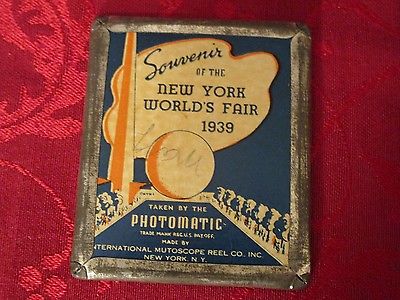 Souvenir
OF THE
NEW YORK
WORLD'S FAIR
1939
TAKEN BY THE
PHOTOMATIC
TRADE MARK REG. U.S. PAT. OFF.
MADE BY
INTERNATIONAL MUTOSCOPE REEL CO., INC.
NEW YORK. N.Y.